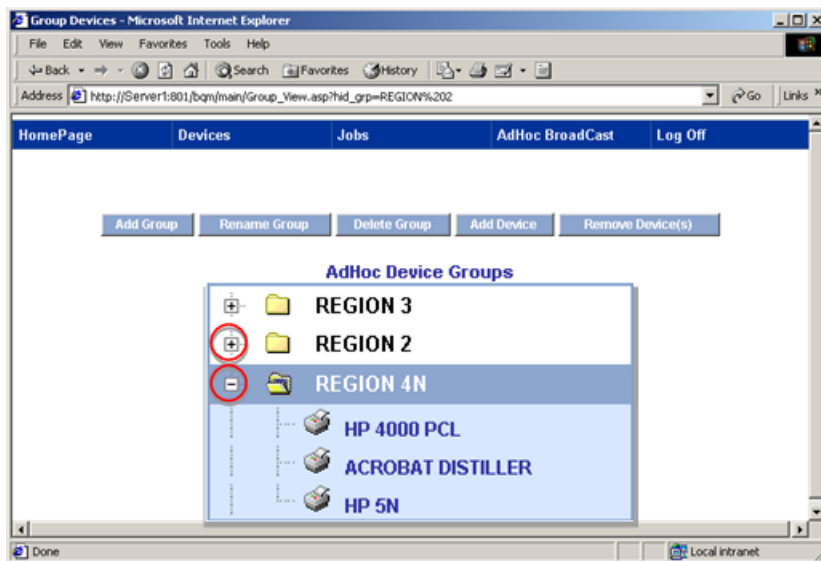 Group Devices - Microsoft Internet Explorer
File Edit View Favorites Tools Help
Back Search Favorites History
Address http://Server1:801/bqm/main/Group_View.asp?hid_grp=REGION%202 Go Links »
HomePage Devices Jobs AdHoc BroadCast Log Off
Add Group Rename Group Delete Group Add Device Remove Device(s)
AdHoc Device Groups
REGION 3
REGION 2
REGION 4N
HP 4000 PCL
ACROBAT DISTILLER
HP 5N
Done Local intranet